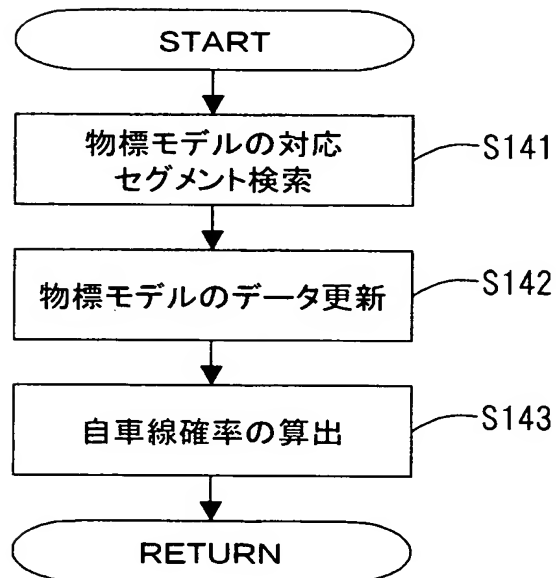 START
物標モデルの対応
セグメント検索
S141
物標モデルのデータ更新
S142
自車線確率の算出
S143
RETURN